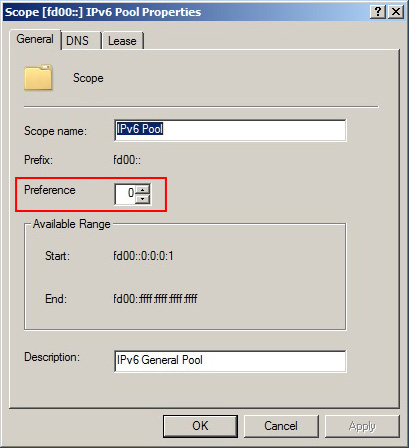 Scope [fd00::] IPv6 Pool Properties
General DNS Lease
Scope
Scope name: IPv6 Pool
Prefix: fd00::
Preference 0
Available Range
Start: fd00::0:0:0:1
End: fd00::ffff:ffff:ffff:ffff
Description: IPv6 General Pool
OK Cancel Apply